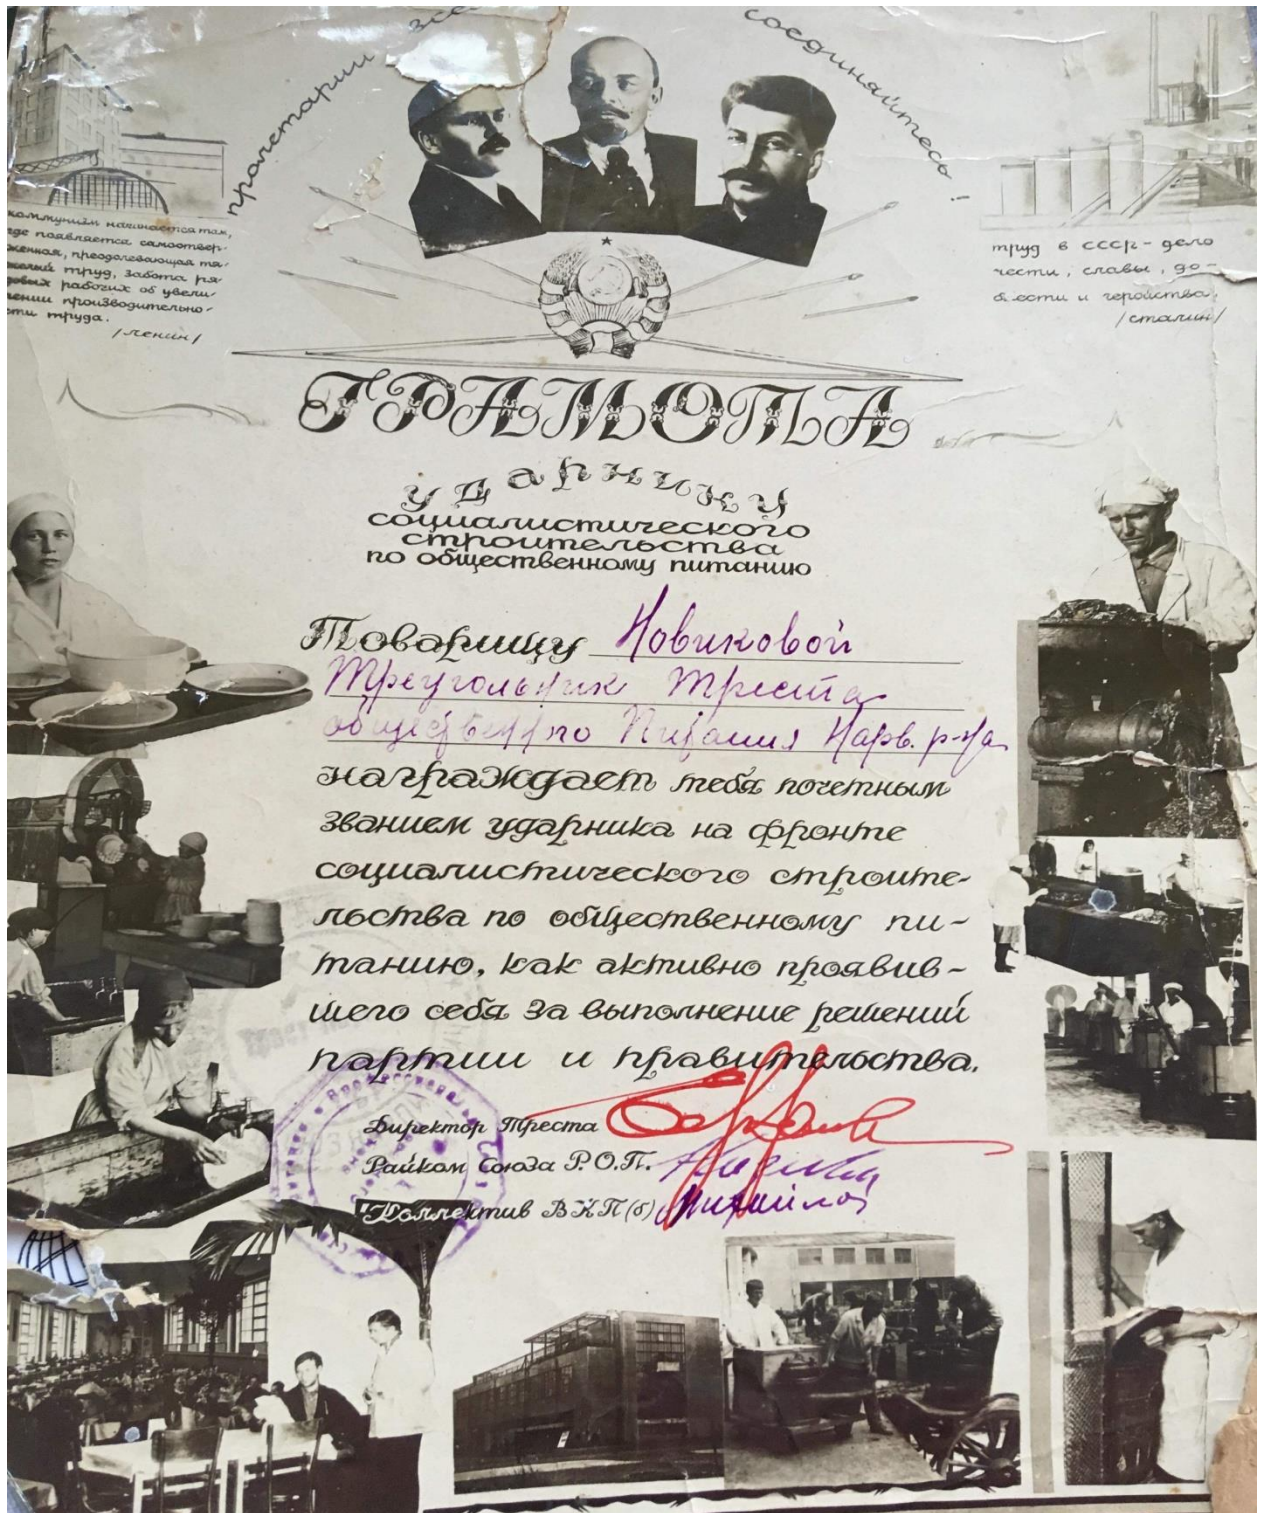 пролетарии все соединяйтесь!
коммунизм начинается там,
где появляется самоотвер-
женная, преодолевающая тя-
желый труд, забота ря-
довых рабочих об увели-
чении производительно-
сти труда.
/ленин/
труд в ссср - дело
чести, славы, до-
блести и геройства.
/сталин/
ГРАМОТА
ударнику
социалистического
строительства
по общественному питанию
Товарищу Новиковой
Треугольник Треста
общественного Питания Нарв. р-на
награждает тебя почетным
званием ударника на фронте
социалистического строите-
льства по общественному пи-
танию, как активно проявив-
шего себя за выполнение решений
партии и правительства.
Директор Треста
Райком Союза Р.О.П.
Коллектив ВКП(б) Михайлов